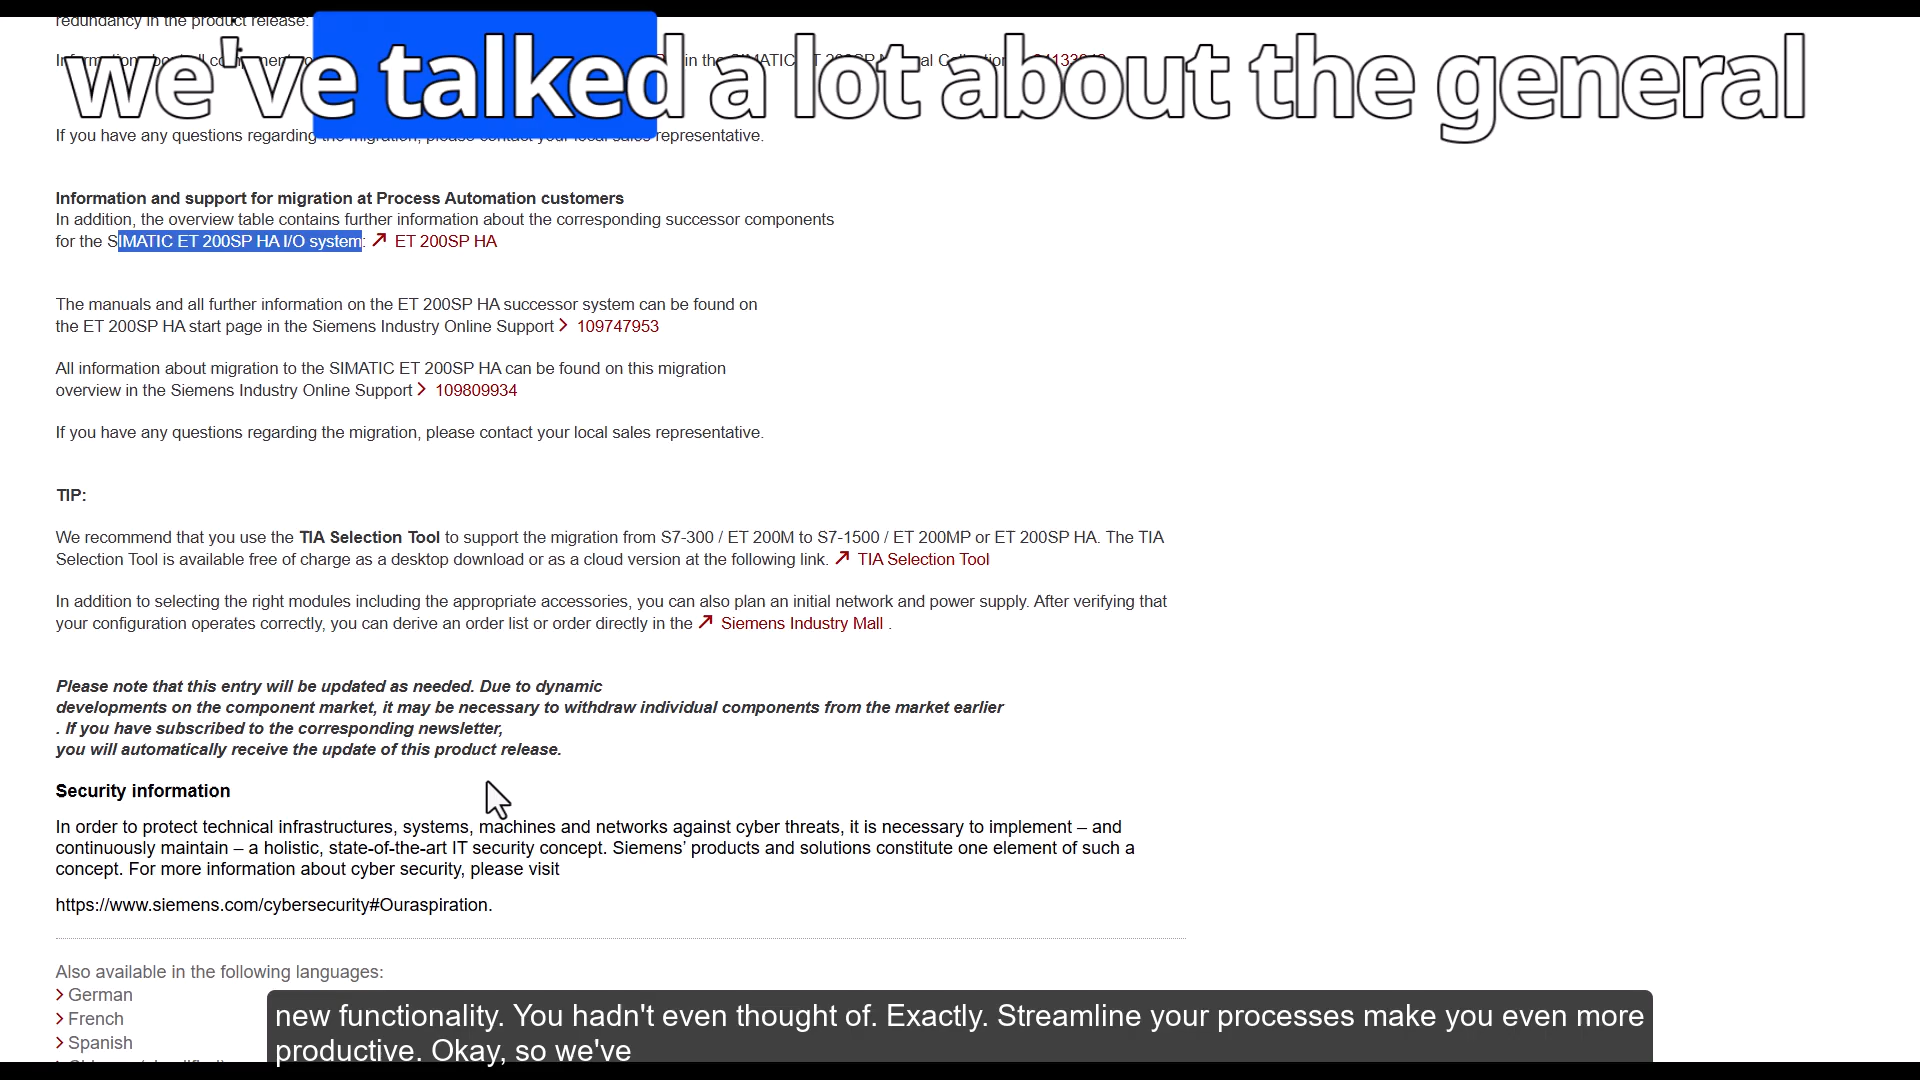 redundancy in the product release.
we've talked a lot about the general
If you have any questions regarding the migration, please contact your local sales representative.
Information and support for migration at Process Automation customers
In addition, the overview table contains further information about the corresponding successor components
for the SIMATIC ET 200SP HA I/O system: ET 200SP HA
The manuals and all further information on the ET 200SP HA successor system can be found on
the ET 200SP HA start page in the Siemens Industry Online Support > 109747953
All information about migration to the SIMATIC ET 200SP HA can be found on this migration
overview in the Siemens Industry Online Support > 109809934
If you have any questions regarding the migration, please contact your local sales representative.
TIP:
We recommend that you use the TIA Selection Tool to support the migration from S7-300 / ET 200M to S7-1500 / ET 200MP or ET 200SP HA. The TIA
Selection Tool is available free of charge as a desktop download or as a cloud version at the following link. TIA Selection Tool
In addition to selecting the right modules including the appropriate accessories, you can also plan an initial network and power supply. After verifying that
your configuration operates correctly, you can derive an order list or order directly in the Siemens Industry Mall .
Please note that this entry will be updated as needed. Due to dynamic
developments on the component market, it may be necessary to withdraw individual components from the market earlier
. If you have subscribed to the corresponding newsletter,
you will automatically receive the update of this product release.
Security information
In order to protect technical infrastructures, systems, machines and networks against cyber threats, it is necessary to implement – and
continuously maintain – a holistic, state-of-the-art IT security concept. Siemens' products and solutions constitute one element of such a
concept. For more information about cyber security, please visit
https://www.siemens.com/cybersecurity#Ouraspiration.
Also available in the following languages:
> German
> French
> Spanish
new functionality. You hadn't even thought of. Exactly. Streamline your processes make you even more
productive. Okay, so we've